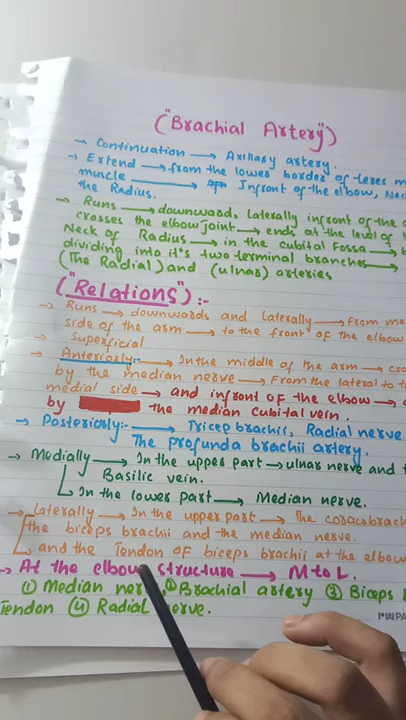 ("Brachial Artery")
→ Continuation → Axillary artery.
→ Extend → from the lower border of teres
muscle → Infront of the elbow,
the Radius.
→ Runs → downward, laterally infront of the
crosses the elbow joint → ends at the level of
Neck of Radius → in the cubital Fossa →
dividing into it's two terminal branches →
(The Radial) and (ulnar) arteries
("Relations") :-
→ Runs → downwards and laterally → From
side of the arm → to the front of the elbow
→ Superficial
→ Anteriorly:- → In the middle of the arm →
by the median nerve → From the lateral to
medial side → and infront of the elbow →
by the median cubital vein.
→ Posteriorly:- → Tricep brachii, Radial nerve
The profunda brachii artery.
→ Medially → In the upper part → ulnar nerve and
Basilic vein.
↳ In the lower part → Median nerve.
→ Laterally → In the upper part → The
the biceps brachii and the median nerve.
↳ and the Tendon of biceps brachii at the elbow
→ At the elbow structure → M to L.
① Median nerve, ② Brachial artery ③ Biceps
Tendon ④ Radial nerve.